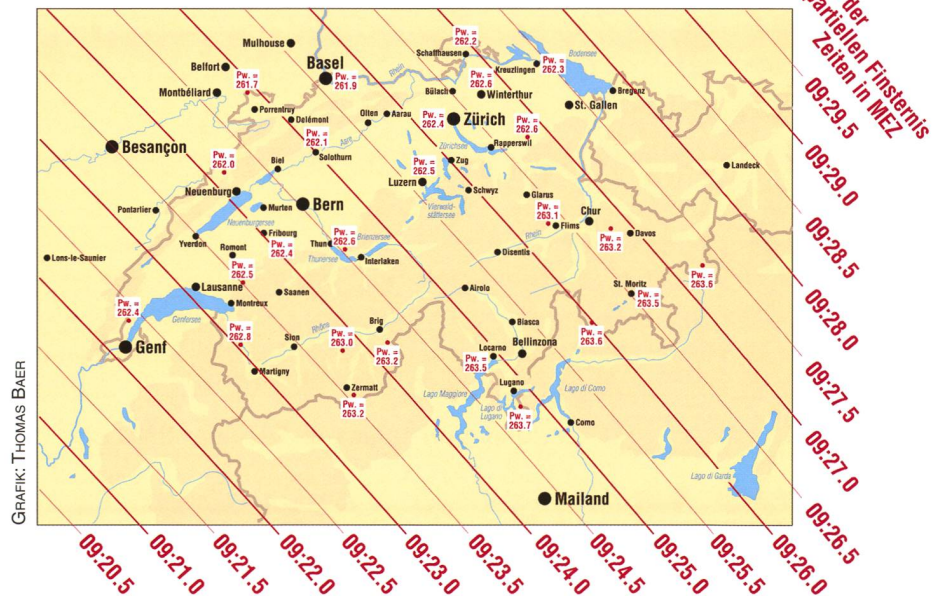 der
partiellen Finsternis
Zeiten in MEZ
Mulhouse
Belfort
Pw. =
261.7
Montbéliard
Basel
Pw. =
261.9
Rhein
Pw. =
262.2
Schaffhausen
Kreuzlingen
Pw. =
262.3
Bodensee
Pw. =
262.6
Bülach
Winterthur
Bregenz
St. Gallen
Porrentruy
Delémont
Olten
Aarau
Pw. =
262.4
Zürich
Pw. =
262.6
Rapperswil
Zürichsee
Besançon
Pw. =
262.1
Aare
Solothurn
Pw. =
262.0
Biel
Zug
Pw. =
262.5
Luzern
Schwyz
Landeck
Neuenburg
Murten
Bern
Vierwald-
stättersee
Glarus
Pw. =
263.1
Flims
Chur
Pw. =
263.2
Davos
Pontarlier
Neuenburgersee
Yverdon
Fribourg
Pw. =
262.4
Pw. =
262.6
Thun
Brienzersee
Thunersee
Interlaken
Rhein
Disentis
Lons-le-Saunier
Romont
Pw. =
262.5
Lausanne
Saanen
Montreux
Airolo
St. Moritz
Pw. =
263.5
Pw. =
263.6
Pw. =
262.4
Genfersee
Genf
Pw. =
262.8
Sion
Rhône
Brig
Pw. =
263.0
Pw. =
263.2
Biasca
Pw. =
263.6
Locarno
Bellinzona
Pw. =
263.5
Martigny
Zermatt
Pw. =
263.2
Lugano
Lago Maggiore
Lago di
Lugano
Lago di Como
Pw. =
263.7
Como
Mailand
Lago di Garda
GRAFIK: THOMAS BAER
09:29.5
09:29.0
09:28.5
09:28.0
09:27.5
09:27.0
09:26.5
09:20.5
09:21.0
09:21.5
09:22.0
09:22.5
09:23.0
09:23.5
09:24.0
09:24.5
09:25.0
09:25.5
09:26.0